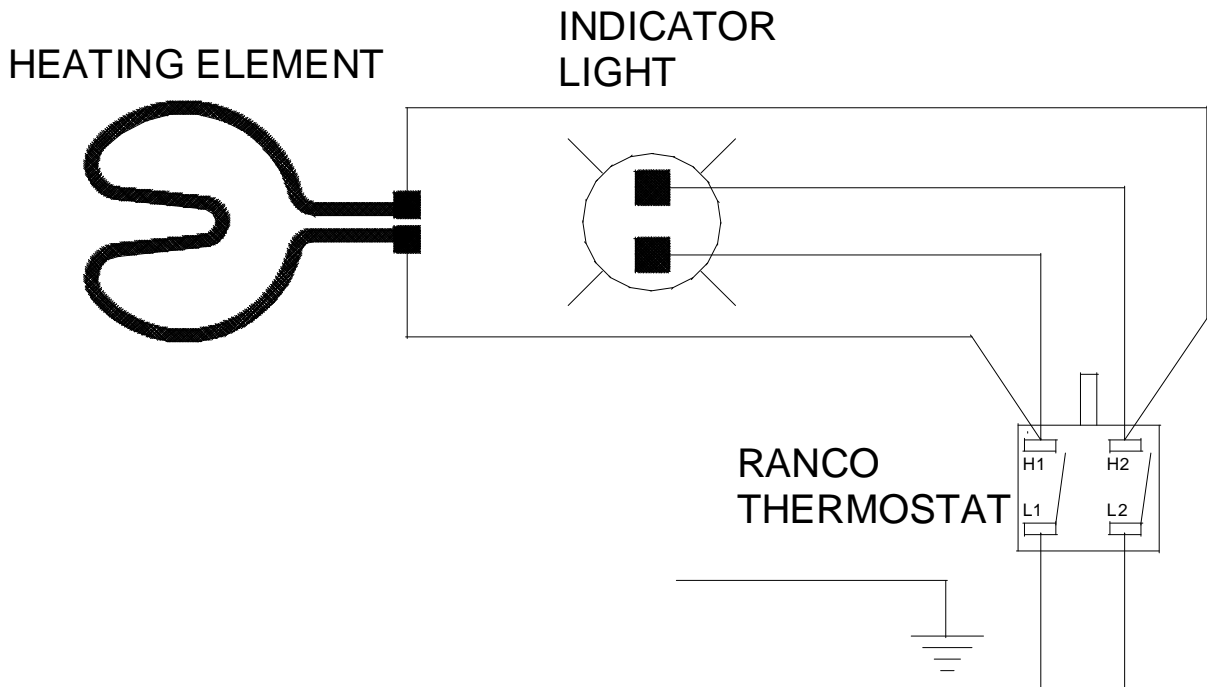 INDICATOR
LIGHT
HEATING ELEMENT
RANCO
THERMOSTAT
H1
H2
L1
L2